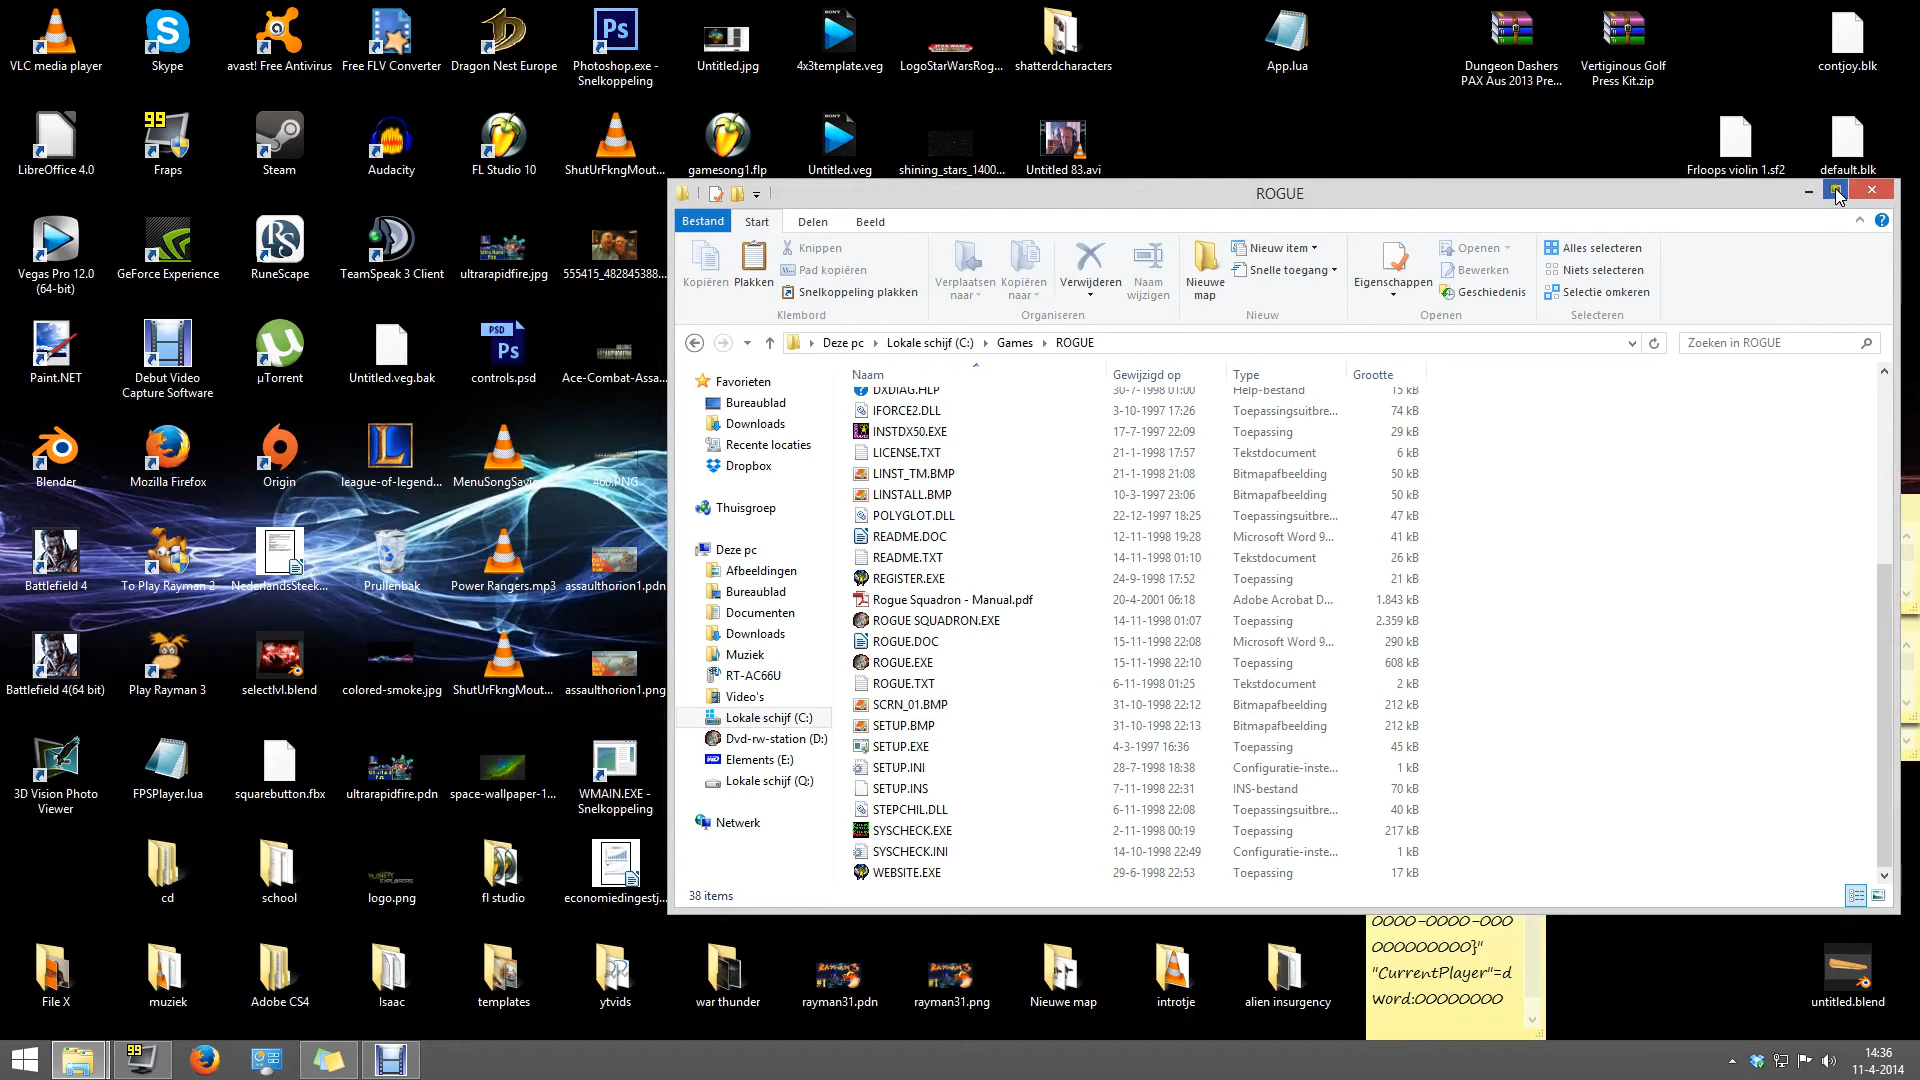 VLC media player
Skype
avast! Free Antivirus
Free FLV Converter
Dragon Nest Europe
Photoshop.exe - Snelkoppeling
Untitled.jpg
4x3template.veg
LogoStarWarsRog...
shatterdcharacters
App.lua
Dungeon Dashers PAX Aus 2013 Pre...
Vertiginous Golf Press Kit.zip
contjoy.blk
LibreOffice 4.0
99
Fraps
Steam
Audacity
FL Studio 10
ShutUrFkngMout...
gamesong1.flp
Untitled.veg
shining_stars_1400...
Untitled 83.avi
Frloops violin 1.sf2
default.blk
Vegas Pro 12.0 (64-bit)
GeForce Experience
RuneScape
TeamSpeak 3 Client
ultrarapidfire.jpg
555415_482845388...
Paint.NET
Debut Video Capture Software
µTorrent
Untitled.veg.bak
controls.psd
Ace-Combat-Assa...
Blender
Mozilla Firefox
Origin
league-of-legend...
MenuSongSavi...
460.PNG
Battlefield 4
To Play Rayman 2
NederlandsSteek...
Prullenbak
Power Rangers.mp3
assaulthorion1.pdn
Battlefield 4(64 bit)
Play Rayman 3
selectlvl.blend
colored-smoke.jpg
ShutUrFkngMout...
assaulthorion1.png
3D Vision Photo Viewer
FPSPlayer.lua
squarebutton.fbx
ultrarapidfire.pdn
space-wallpaper-1...
WMAIN.EXE - Snelkoppeling
cd
school
logo.png
fl studio
economiedingestj...
File X
muziek
Adobe CS4
Isaac
templates
ytvids
war thunder
rayman31.pdn
rayman31.png
Nieuwe map
introtje
alien insurgency
untitled.blend
ROGUE
Bestand
Start
Delen
Beeld
Kopiëren
Plakken
Knippen
Pad kopiëren
Snelkoppeling plakken
Klembord
Verplaatsen naar
Kopiëren naar
Verwijderen
Naam wijzigen
Organiseren
Nieuwe map
Nieuw item
Snelle toegang
Nieuw
Eigenschappen
Openen
Bewerken
Geschiedenis
Openen
Alles selecteren
Niets selecteren
Selectie omkeren
Selecteren
Deze pc
Lokale schijf (C:)
Games
ROGUE
Zoeken in ROGUE
Favorieten
Bureaublad
Downloads
Recente locaties
Dropbox
Thuisgroep
Deze pc
Afbeeldingen
Bureaublad
Documenten
Downloads
Muziek
RT-AC66U
Video's
Lokale schijf (C:)
Dvd-rw-station (D:)
Elements (E:)
Lokale schijf (Q:)
Netwerk
Naam Gewijzigd op Type Grootte
DXDIAG.HLP 30-7-1998 01:00 Help-bestand 15 kB
IFORCE2.DLL 3-10-1997 17:26 Toepassingsuitbre... 74 kB
INSTDX50.EXE 17-7-1997 22:09 Toepassing 29 kB
LICENSE.TXT 21-1-1998 17:57 Tekstdocument 6 kB
LINST_TM.BMP 21-1-1998 21:08 Bitmapafbeelding 50 kB
LINSTALL.BMP 10-3-1997 23:06 Bitmapafbeelding 50 kB
POLYGLOT.DLL 22-12-1997 18:25 Toepassingsuitbre... 47 kB
README.DOC 12-11-1998 19:28 Microsoft Word 9... 41 kB
README.TXT 14-11-1998 01:10 Tekstdocument 26 kB
REGISTER.EXE 24-9-1998 17:52 Toepassing 21 kB
Rogue Squadron - Manual.pdf 20-4-2001 06:18 Adobe Acrobat D... 1.843 kB
ROGUE SQUADRON.EXE 14-11-1998 01:07 Toepassing 2.359 kB
ROGUE.DOC 15-11-1998 22:08 Microsoft Word 9... 290 kB
ROGUE.EXE 15-11-1998 22:10 Toepassing 608 kB
ROGUE.TXT 6-11-1998 01:25 Tekstdocument 2 kB
SCRN_01.BMP 31-10-1998 22:12 Bitmapafbeelding 212 kB
SETUP.BMP 31-10-1998 22:13 Bitmapafbeelding 212 kB
SETUP.EXE 4-3-1997 16:36 Toepassing 45 kB
SETUP.INI 28-7-1998 18:38 Configuratie-inste... 1 kB
SETUP.INS 7-11-1998 22:31 INS-bestand 70 kB
STEPCHIL.DLL 6-11-1998 22:08 Toepassingsuitbre... 40 kB
SYSCHECK.EXE 2-11-1998 00:19 Toepassing 217 kB
SYSCHECK.INI 14-10-1998 22:49 Configuratie-inste... 1 kB
WEBSITE.EXE 29-6-1998 22:53 Toepassing 17 kB
38 items
0000-0000-000
000000000}"
"CurrentPlayer"=d
word:00000000
99
14:36
11-4-2014